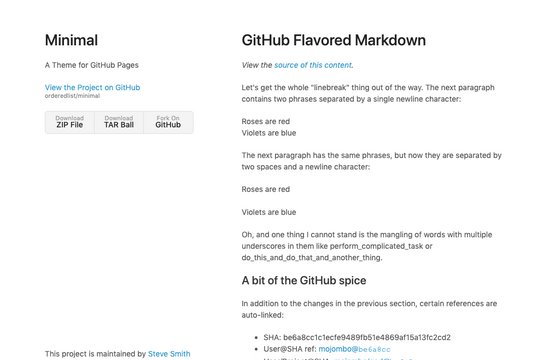 Minimal
A Theme for GitHub Pages
View the Project on GitHub
orderedlist/minimal
Download
ZIP File
Download
TAR Ball
Fork On
GitHub
This project is maintained by Steve Smith
GitHub Flavored Markdown
View the source of this content.
Let's get the whole "linebreak" thing out of the way. The next paragraph
contains two phrases separated by a single newline character:
Roses are red
Violets are blue
The next paragraph has the same phrases, but now they are separated by
two spaces and a newline character:
Roses are red
Violets are blue
Oh, and one thing I cannot stand is the mangling of words with multiple
underscores in them like perform_complicated_task or
do_this_and_do_that_and_another_thing.
A bit of the GitHub spice
In addition to the changes in the previous section, certain references are
auto-linked:
SHA: be6a8cc1c1ecfe9489fb51e4869af15a13fc2cd2
User@SHA ref: mojombo@be6a8cc